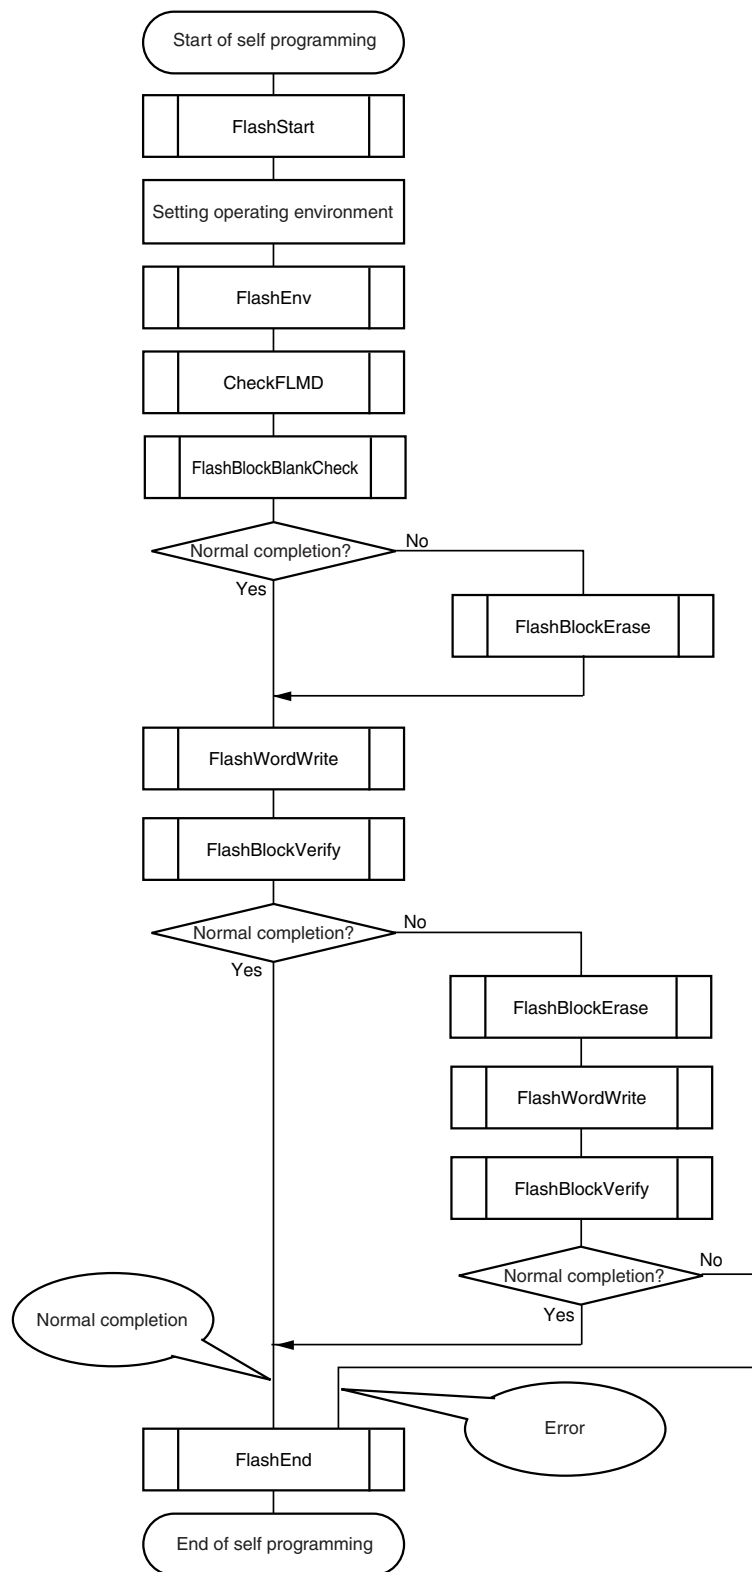 Start of self programming
FlashStart
Setting operating environment
FlashEnv
CheckFLMD
FlashBlockBlankCheck
Normal completion?
No
Yes
FlashBlockErase
FlashWordWrite
FlashBlockVerify
Normal completion?
No
Yes
FlashBlockErase
FlashWordWrite
FlashBlockVerify
Normal completion?
No
Yes
Normal completion
Error
FlashEnd
End of self programming